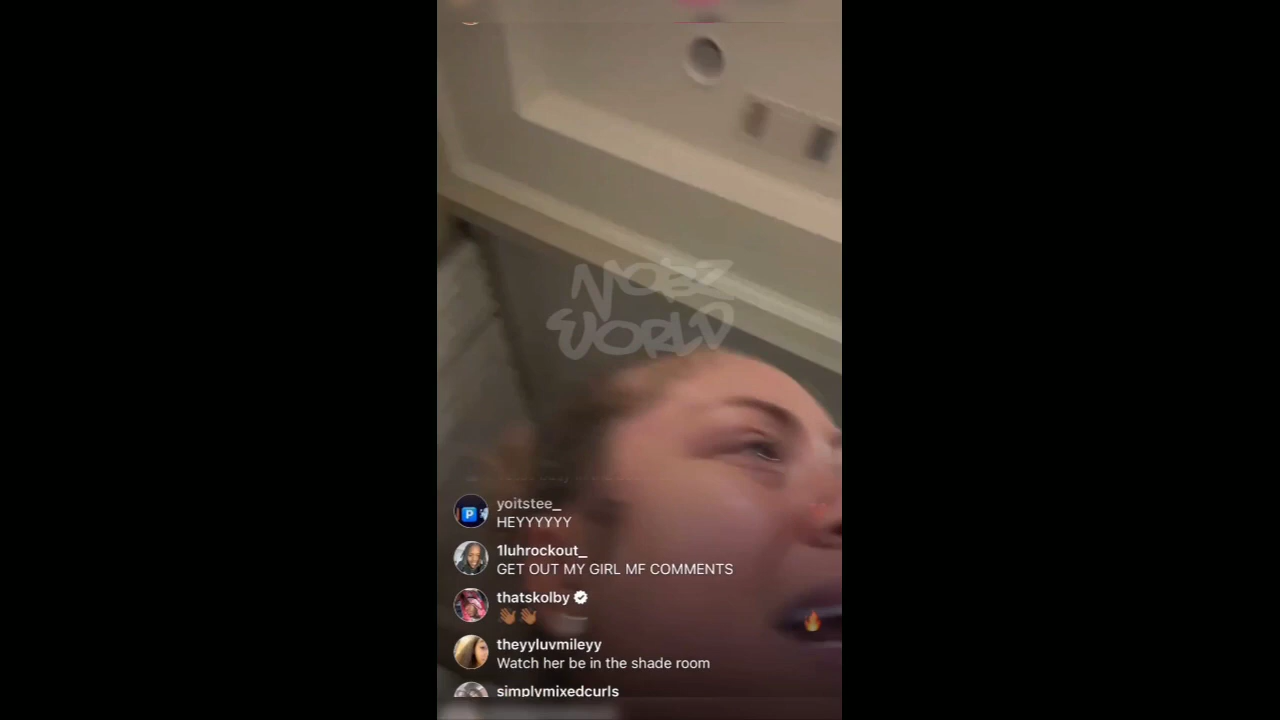 NOBZ
WORLD
yoitstee_
HEYYYYYY
1luhrockout_
GET OUT MY GIRL MF COMMENTS
thatskolby
👋🏾👋🏾
theyyluvmileyy
Watch her be in the shade room
simplymixedcurls